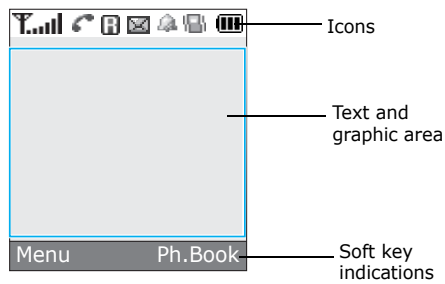 Icons
Text and
graphic area
Menu Ph.Book
Soft key
indications